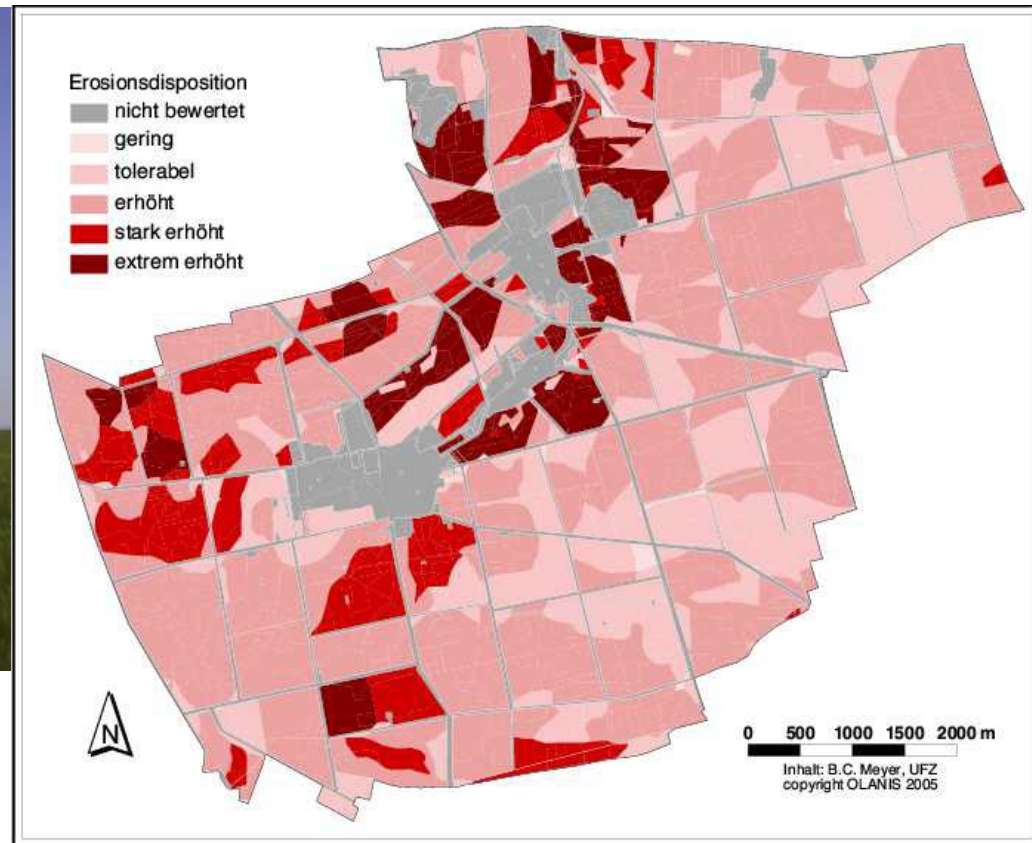 Erosionsdisposition
nicht bewertet
gering
tolerabel
erhöht
stark erhöht
extrem erhöht
N
0 500 1000 1500 2000 m
Inhalt: B.C. Meyer, UFZ
copyright OLANIS 2005